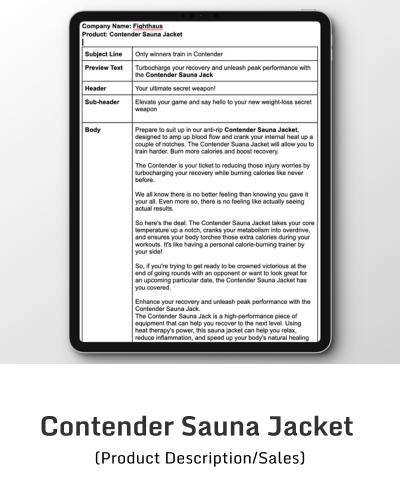 Company Name: Fighthaus
Product: Contender Sauna Jacket
Subject Line Only winners train in Contender
Preview Text Turbocharge your recovery and unleash peak performance with
the Contender Sauna Jack
Header Your ultimate secret weapon!
Sub-header Elevate your game and say hello to your new weight-loss secret
weapon
Body Prepare to suit up in our anti-rip Contender Sauna Jacket,
designed to amp up blood flow and crank your internal heat up a
couple of notches. The Contender Suana Jacket will allow you to
train harder. Burn more calories and boost recovery.
The Contender is your ticket to reducing those injury worries by
turbocharging your recovery while burning calories like never
before.
We all know there is no better feeling than knowing you gave it
your all. Even more so, there is no feeling like actually seeing
actual results.
So here's the deal: The Contender Sauna Jacket takes your core
temperature up a notch, cranks your metabolism into overdrive,
and ensures your body torches those extra calories during your
workouts. It's like having a personal calorie-burning trainer by
your side!
So, if you're trying to get ready to be crowned victorious at the
end of going rounds with an opponent or want to look great for
an upcoming particular date, the Contender Sauna Jacket has
you covered.
Enhance your recovery and unleash peak performance with the
Contender Sauna Jack.
The Contender Sauna Jack is a high-performance piece of
equipment that can help you recover to the next level. Using
heat therapy's power, this sauna jacket can help you relax,
reduce inflammation, and speed up your body's natural healing
Contender Sauna Jacket
(Product Description/Sales)